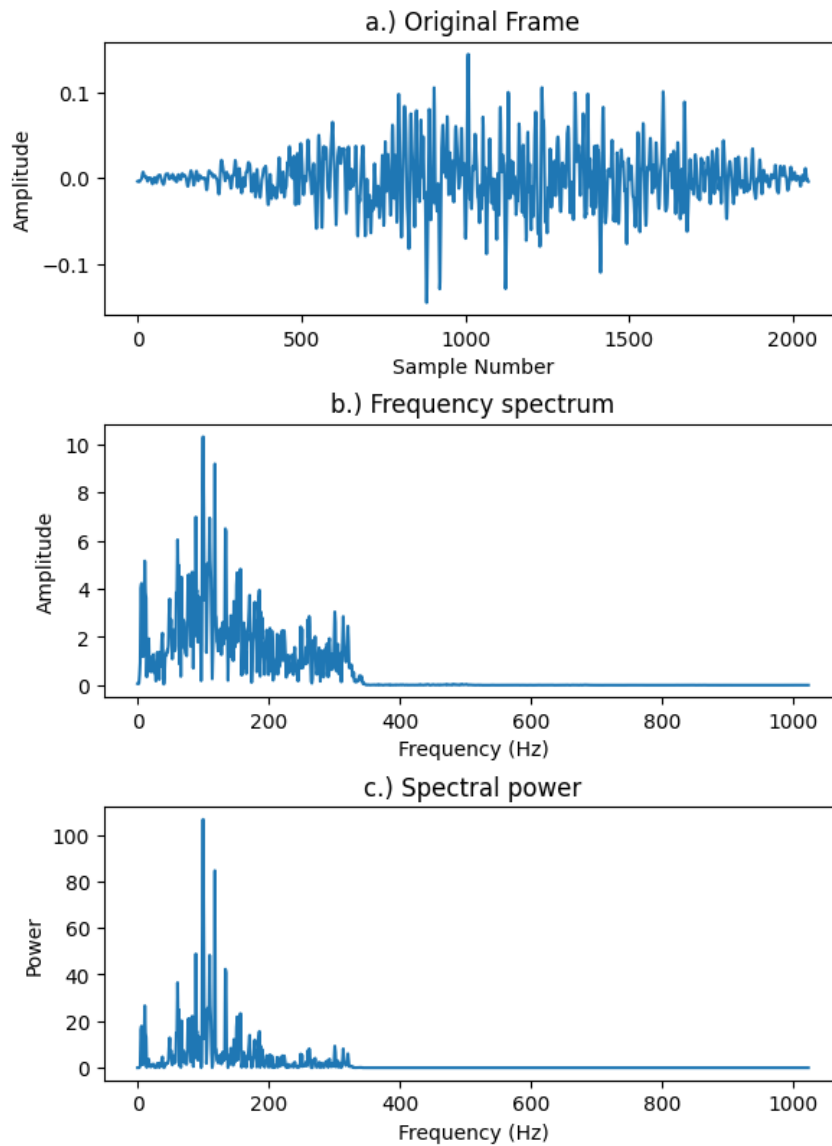 a.) Original Frame
Amplitude
0.1
0.0
−0.1
0 500 1000 1500 2000
Sample Number
b.) Frequency spectrum
Amplitude
10
8
6
4
2
0
0 200 400 600 800 1000
Frequency (Hz)
c.) Spectral power
Power
100
80
60
40
20
0
0 200 400 600 800 1000
Frequency (Hz)